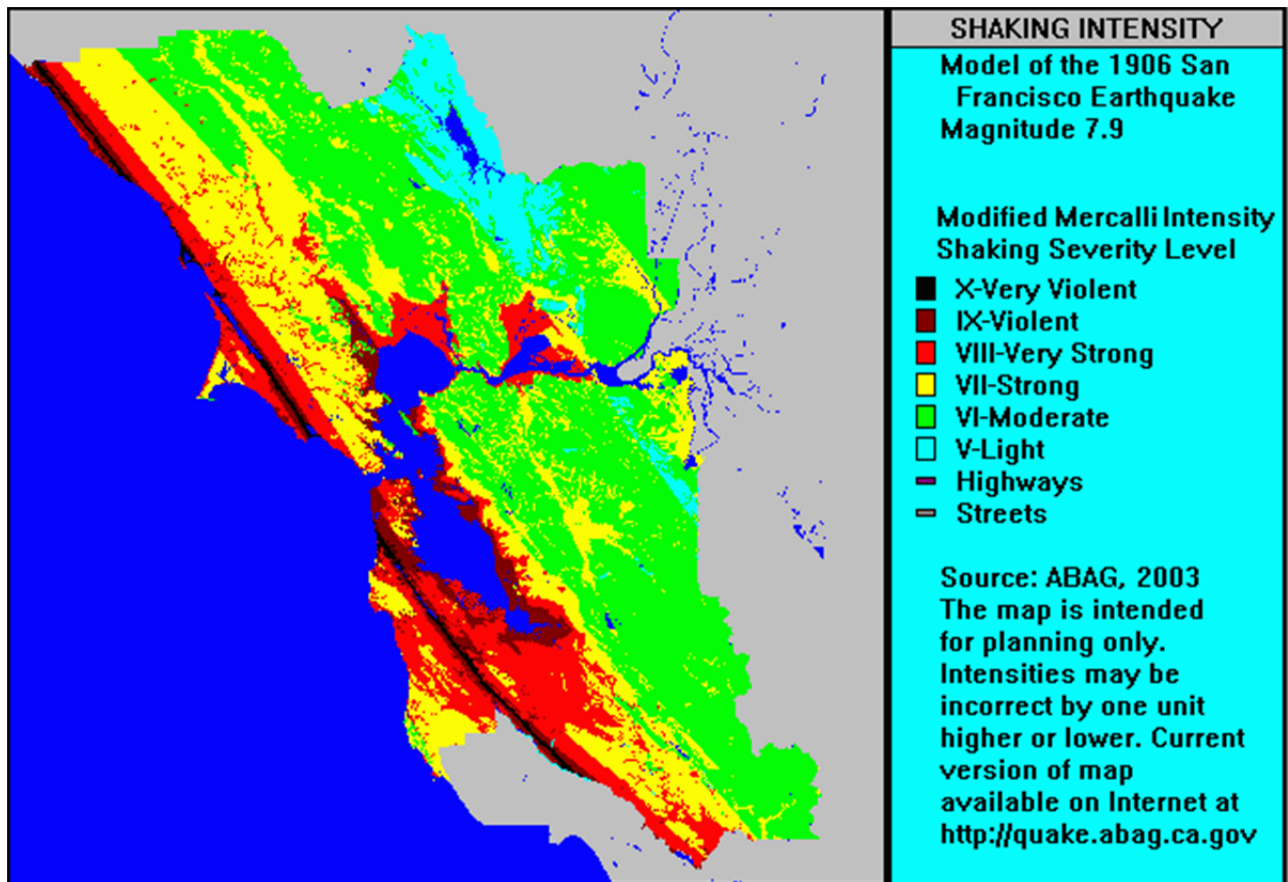 SHAKING INTENSITY
Model of the 1906 San
Francisco Earthquake
Magnitude 7.9
Modified Mercalli Intensity
Shaking Severity Level
X-Very Violent
IX-Violent
VIII-Very Strong
VII-Strong
VI-Moderate
V-Light
Highways
Streets
Source: ABAG, 2003
The map is intended
for planning only.
Intensities may be
incorrect by one unit
higher or lower. Current
version of map
available on Internet at
http://quake.abag.ca.gov